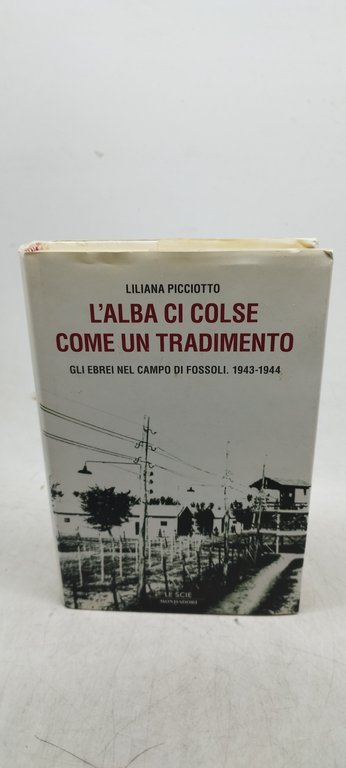 LILIANA PICCIOTTO
L'ALBA CI COLSE
COME UN TRADIMENTO
GLI EBREI NEL CAMPO DI FOSSOLI. 1943-1944
LE SCIE
MONDADORI